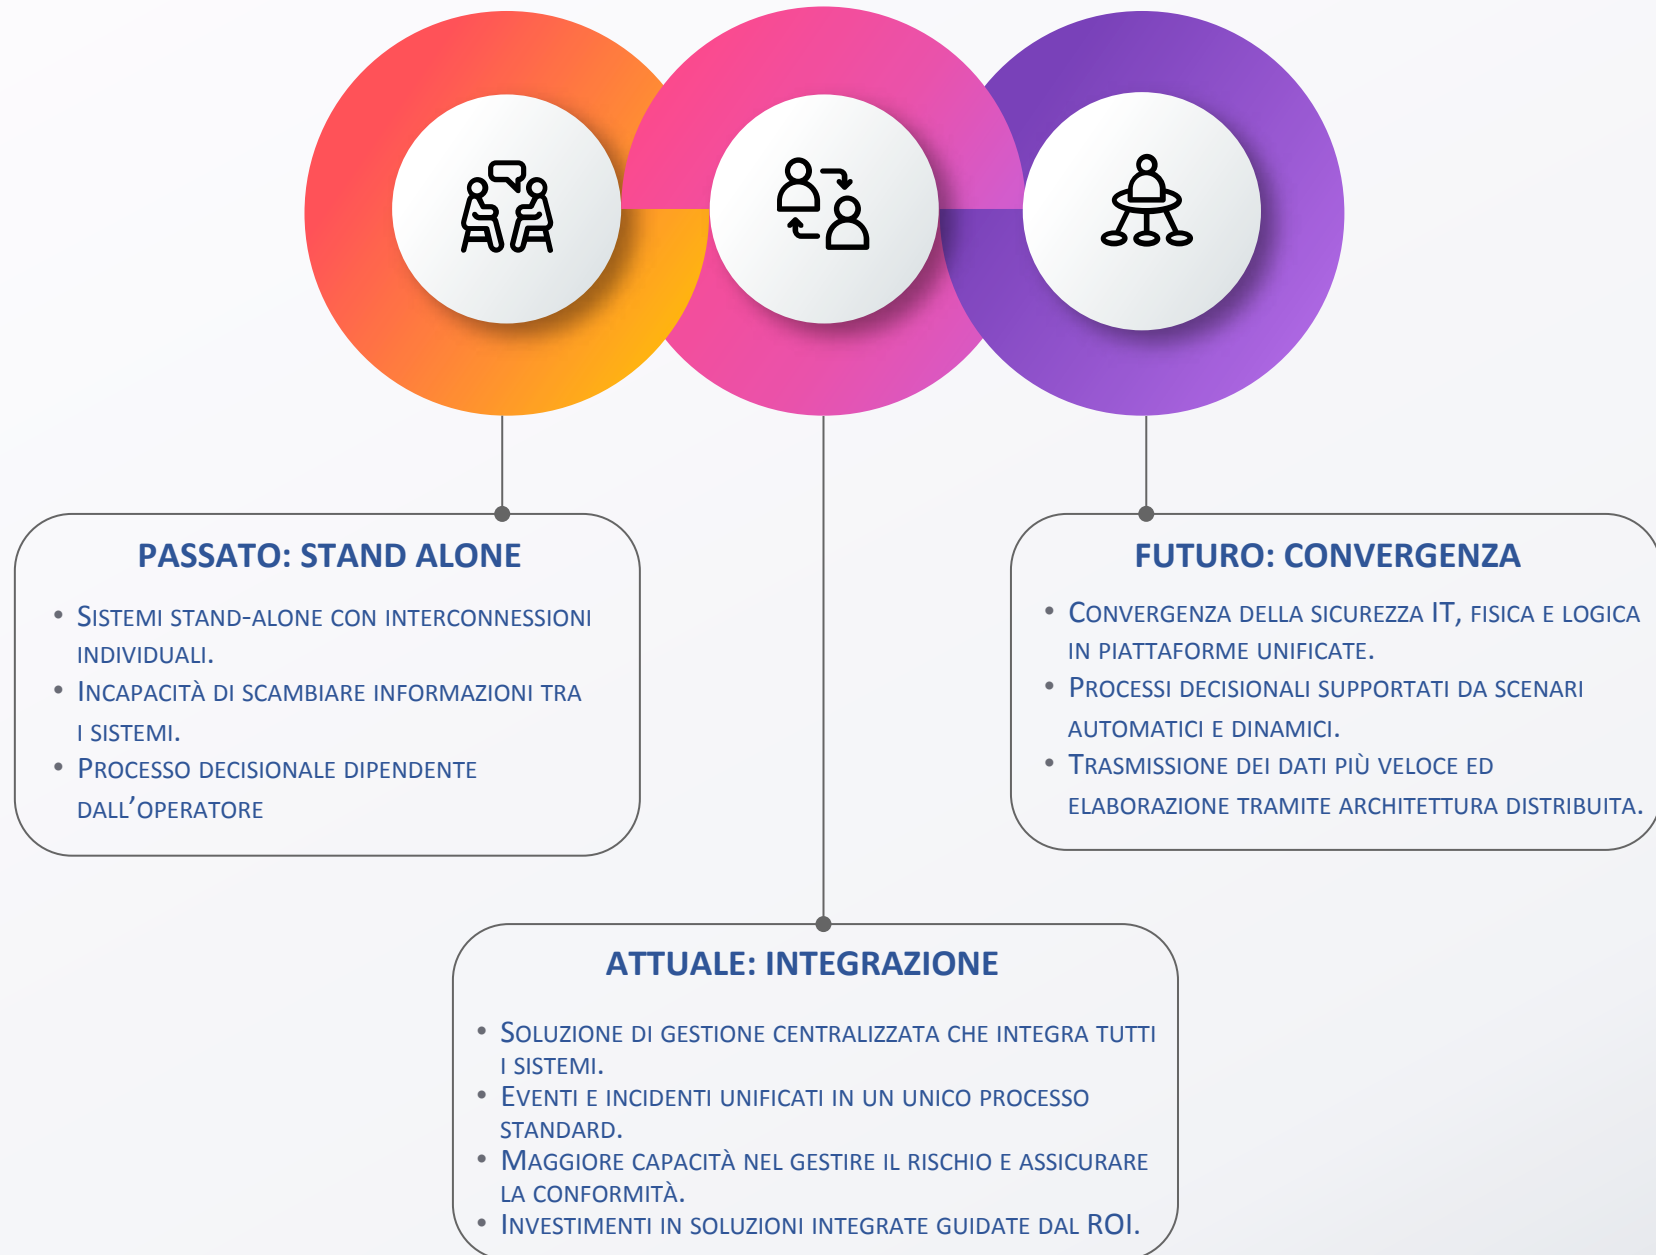 PASSATO: STAND ALONE
• Sistemi stand-alone con interconnessioni
individuali.
• Incapacità di scambiare informazioni tra
i sistemi.
• Processo decisionale dipendente
dall’operatore
FUTURO: CONVERGENZA
• Convergenza della sicurezza IT, fisica e logica
in piattaforme unificate.
• Processi decisionali supportati da scenari
automatici e dinamici.
• Trasmissione dei dati più veloce ed
elaborazione tramite architettura distribuita.
ATTUALE: INTEGRAZIONE
• Soluzione di gestione centralizzata che integra tutti
i sistemi.
• Eventi e incidenti unificati in un unico processo
standard.
• Maggiore capacità nel gestire il rischio e assicurare
la conformità.
• Investimenti in soluzioni integrate guidate dal ROI.